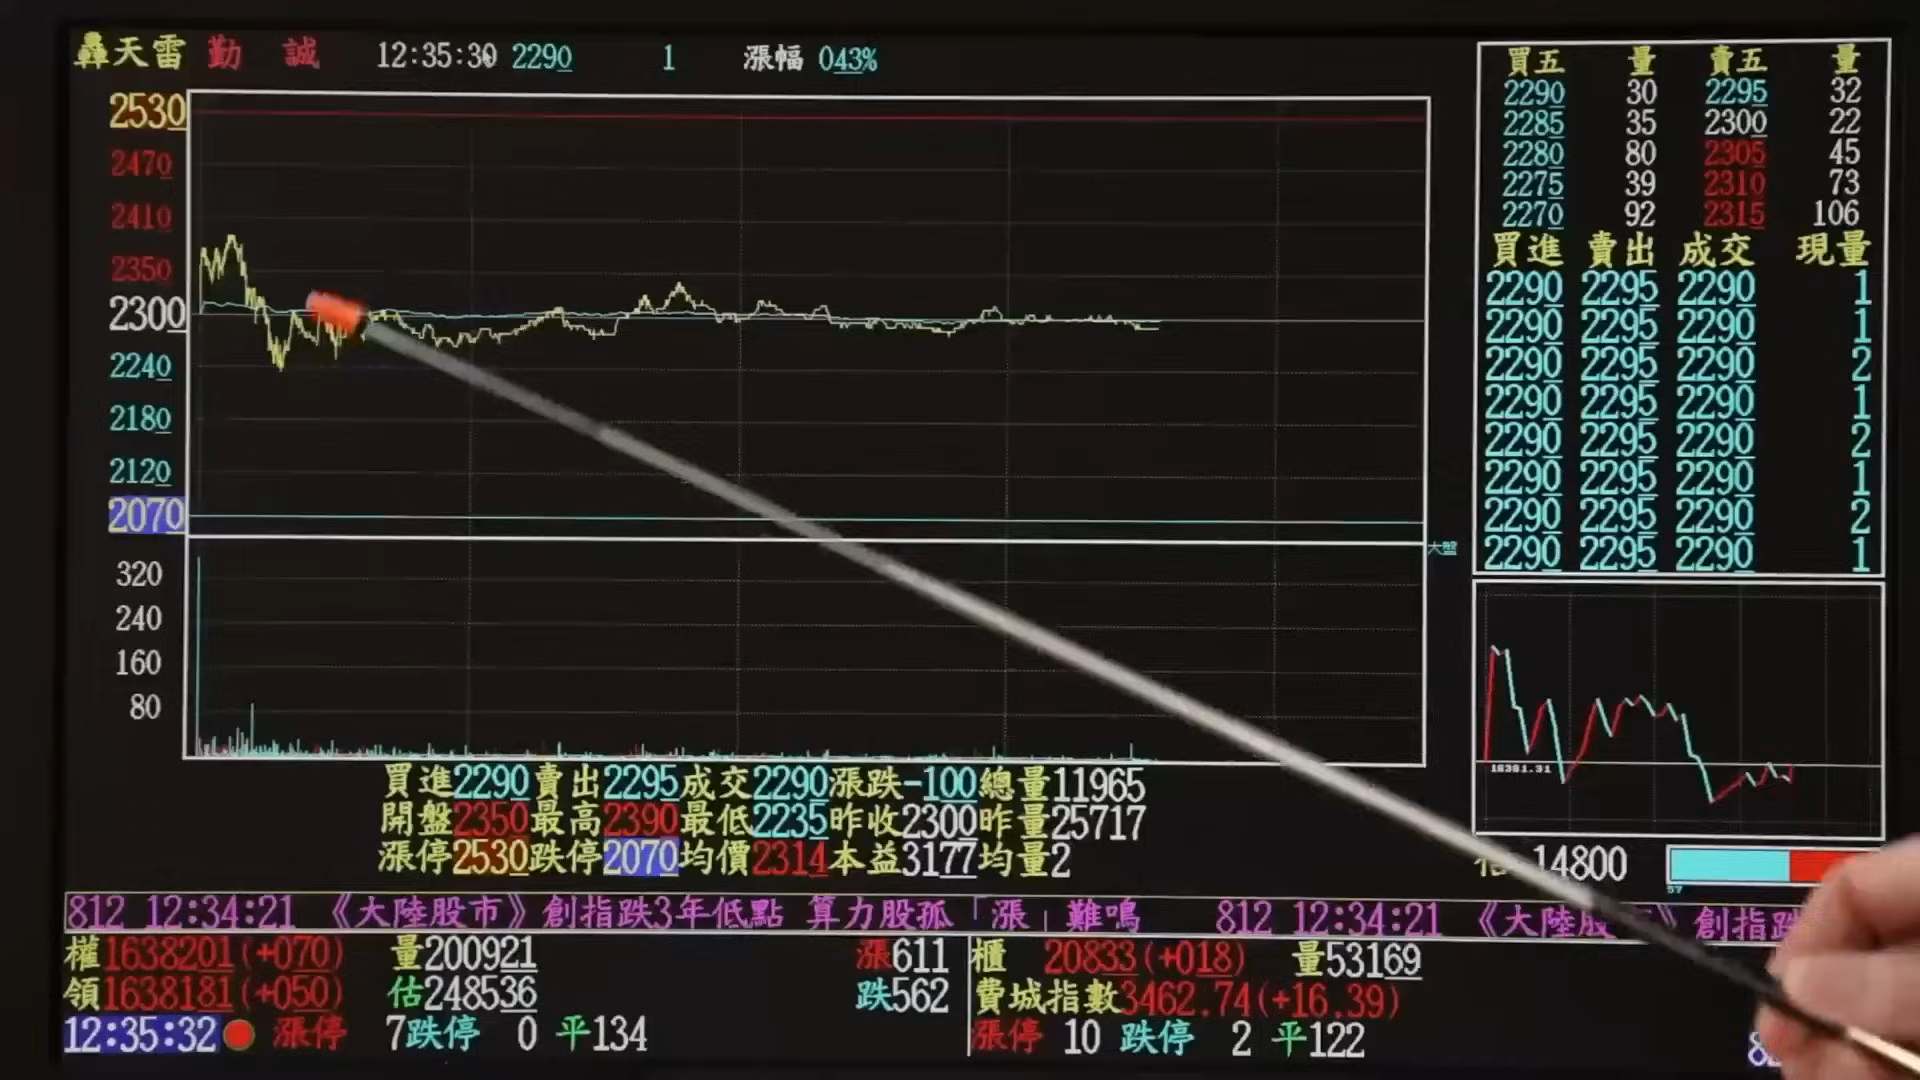 轟天雷 勤 誠 12:35:30 2290 1 漲幅 043%
2530
2470
2410
2350
2300
2240
2180
2120
2070
大盤
320
240
160
80
買五 量 賣五 量
2290 30 2295 32
2285 35 2300 22
2280 80 2305 45
2275 39 2310 73
2270 92 2315 106
買進 賣出 成交 現量
2290 2295 2290 1
2290 2295 2290 1
2290 2295 2290 2
2290 2295 2290 1
2290 2295 2290 2
2290 2295 2290 1
2290 2295 2290 2
2290 2295 2290 1
16381.31
買進2290賣出2295成交2290漲跌-100總量11965
開盤2350最高2390最低2235昨收2300昨量25717
漲停2530跌停2070均價2314本益3177均量2
14800
57
812 12:34:21 《大陸股市》創指跌3年低點 算力股孤「漲」難鳴 812 12:34:21 《大陸股 創指跌
權1638201(+070) 量200921 漲611 櫃 20833(+018) 量53169
領1638181(+050) 估248536 跌562 費城指數3462.74(+16.39)
12:35:32 漲停 7跌停 0 平134 漲停 10 跌停 2 平122